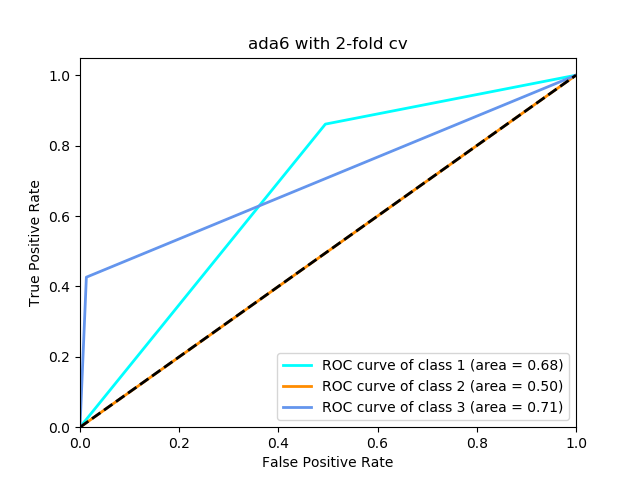 ada6 with 2-fold cv
True Positive Rate
1.0
0.8
0.6
0.4
0.2
0.0
ROC curve of class 1 (area = 0.68)
ROC curve of class 2 (area = 0.50)
ROC curve of class 3 (area = 0.71)
0.0 0.2 0.4 0.6 0.8 1.0
False Positive Rate